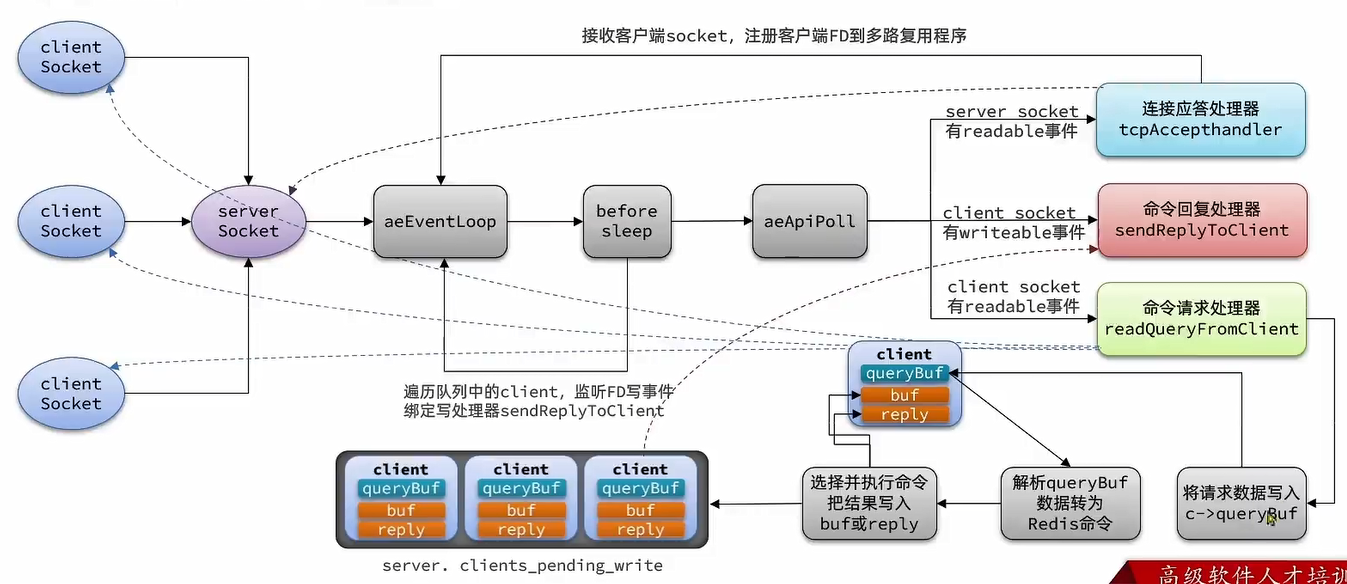 接收客户端socket，注册客户端FD到多路复用程序
client
Socket
client
Socket
client
Socket
server
Socket
aeEventLoop
before
sleep
aeApiPoll
server socket
有readable事件
连接应答处理器
tcpAccepthandler
client socket
有writeable事件
命令回复处理器
sendReplyToClient
client socket
有readable事件
命令请求处理器
readQueryFromClient
遍历队列中的client，监听FD写事件
绑定写处理器sendReplyToClient
client
queryBuf
buf
reply
client
queryBuf
buf
reply
client
queryBuf
buf
reply
client
queryBuf
buf
reply
server. clients_pending_write
选择并执行命令
把结果写入
buf或reply
解析queryBuf
数据转为
Redis命令
将请求数据写入
c->queryBuf
高级软件人才培训